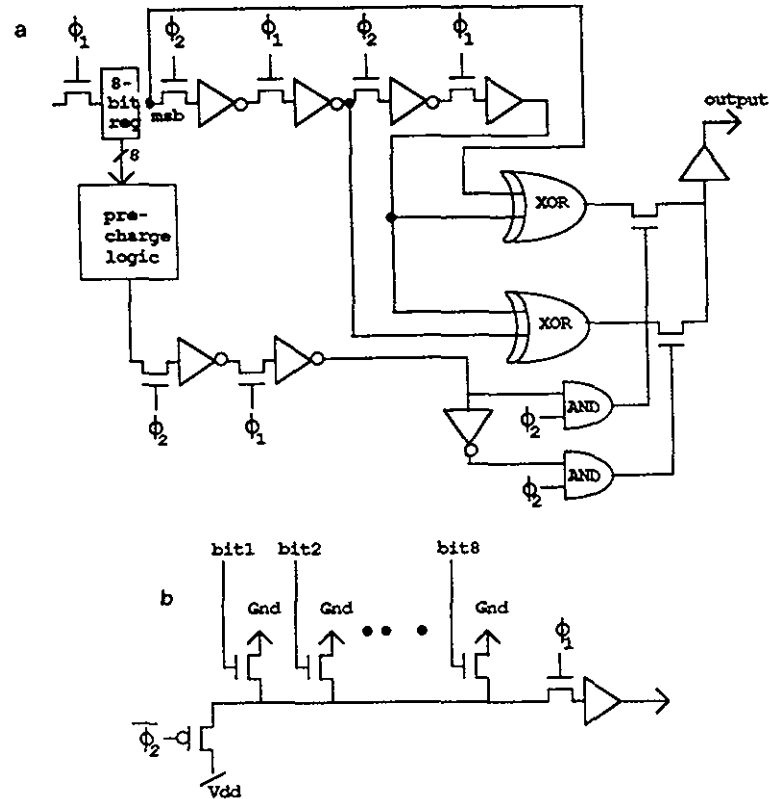 a
ϕ1
ϕ2
ϕ1
ϕ2
ϕ1
8-
bit
reg
msb
8
output
pre-
charge
logic
XOR
XOR
ϕ2
ϕ1
AND
ϕ2
AND
ϕ2
b
bit1
bit2
bit8
Gnd
Gnd
Gnd
ϕ1
ϕ̅2
Vdd